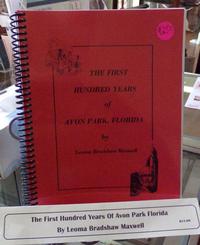 THE FIRST
HUNDRED YEARS
of
AVON PARK, FLORIDA
by
Leoma Bradshaw Maxwell
The First Hundred Years Of Avon Park Florida
By Leoma Bradshaw Maxwell